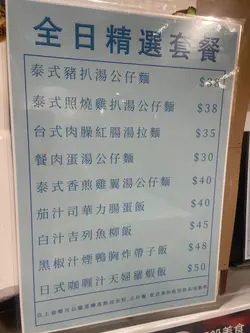 全日精選套餐
泰式豬扒湯公仔麵 $38
泰式照燒雞扒湯公仔麵 $38
台式肉臊紅腸湯拉麵 $35
餐肉蛋湯公仔麵 $30
泰式香煎雞翼湯公仔麵 $40
茄汁司華力腸蛋飯 $40
白汁吉列魚柳飯 $45
黑椒汁煙鴨胸炸帶子飯 $48
日式咖喱汁天婦羅蝦飯 $50
美食